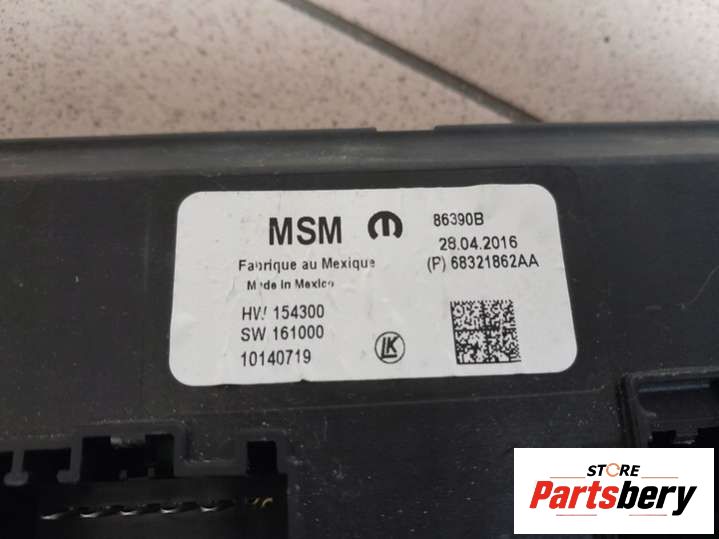 MSM
86390B
28.04.2016
(P) 68321862AA
Fabrique au Mexique
Made in Mexico
HW 154300
SW 161000
10140719
LK
STORE
Partsbery